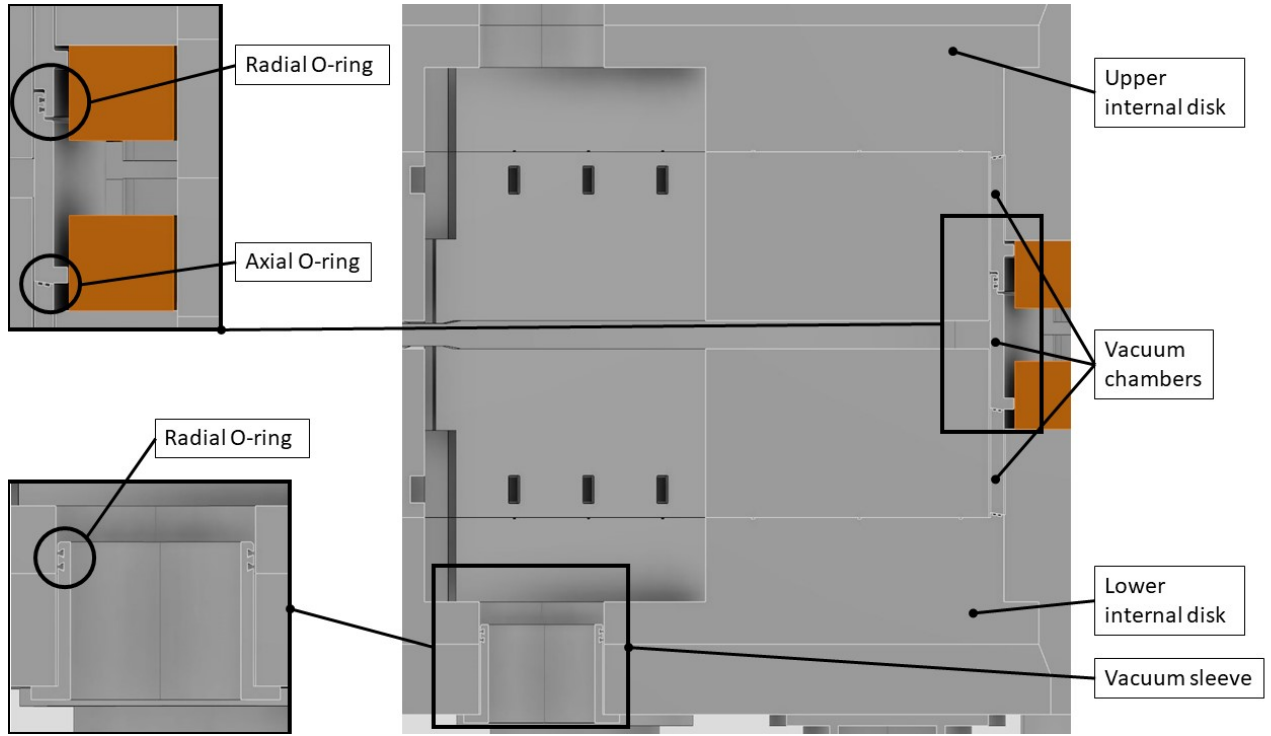 Radial O-ring
Axial O-ring
Radial O-ring
Upper
internal disk
Vacuum
chambers
Lower
internal disk
Vacuum sleeve